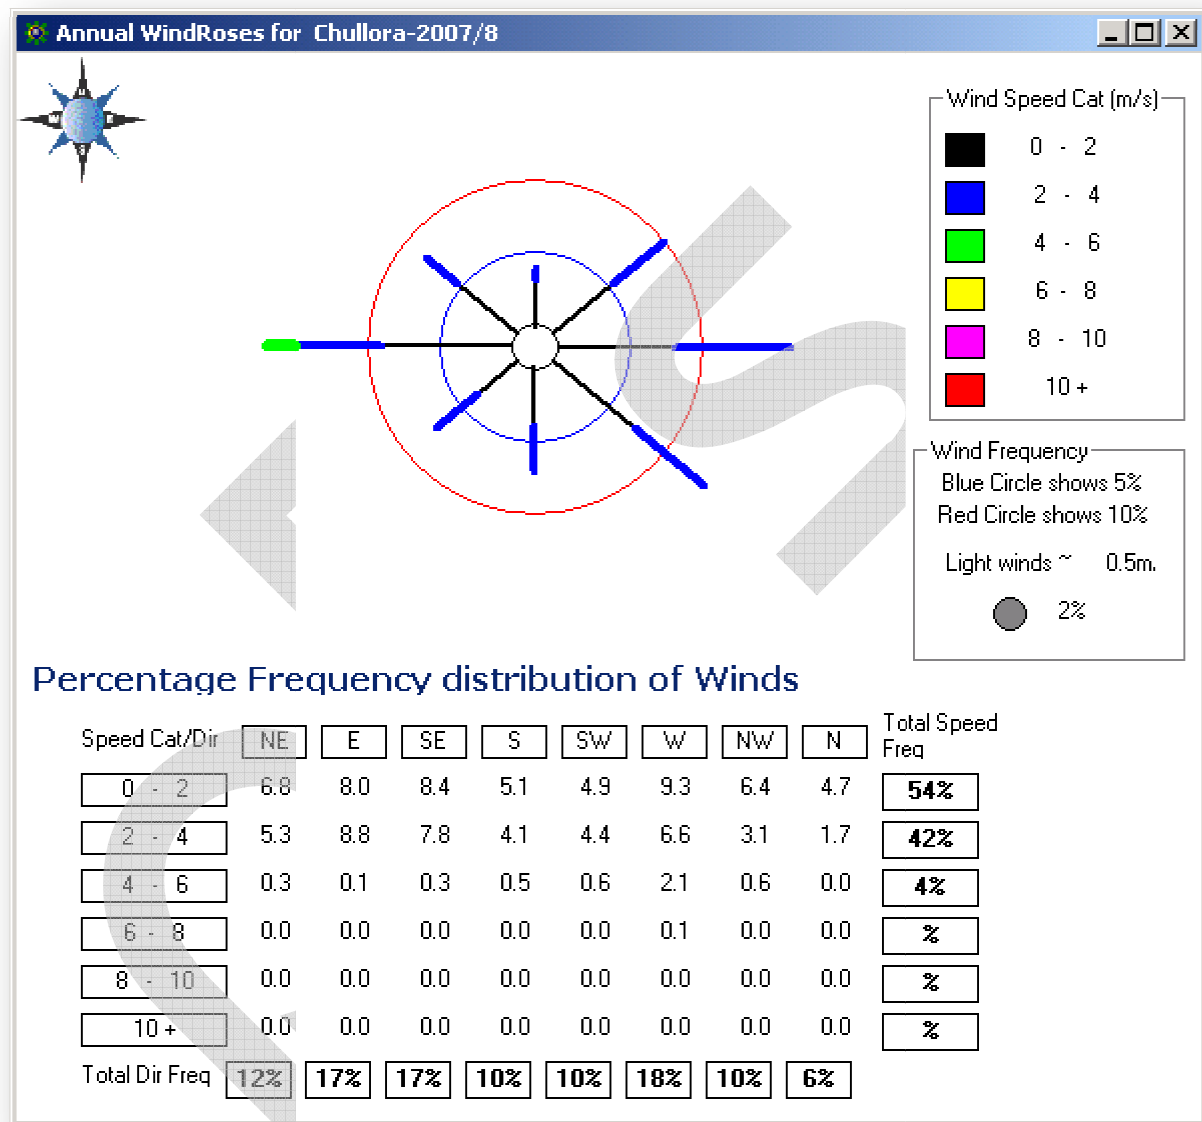 Annual WindRoses for Chullora-2007/8
Wind Speed Cat (m/s)
0 - 2
2 - 4
4 - 6
6 - 8
8 - 10
10 +
Wind Frequency
Blue Circle shows 5%
Red Circle shows 10%
Light winds ~ 0.5m.
2%
Percentage Frequency distribution of Winds
Speed Cat/Dir NE E SE S SW W NW N Total Speed Freq
0 - 2 6.8 8.0 8.4 5.1 4.9 9.3 6.4 4.7 54%
2 - 4 5.3 8.8 7.8 4.1 4.4 6.6 3.1 1.7 42%
4 - 6 0.3 0.1 0.3 0.5 0.6 2.1 0.6 0.0 4%
6 - 8 0.0 0.0 0.0 0.0 0.0 0.1 0.0 0.0 %
8 - 10 0.0 0.0 0.0 0.0 0.0 0.0 0.0 0.0 %
10 + 0.0 0.0 0.0 0.0 0.0 0.0 0.0 0.0 %
Total Dir Freq 12% 17% 17% 10% 10% 18% 10% 6%